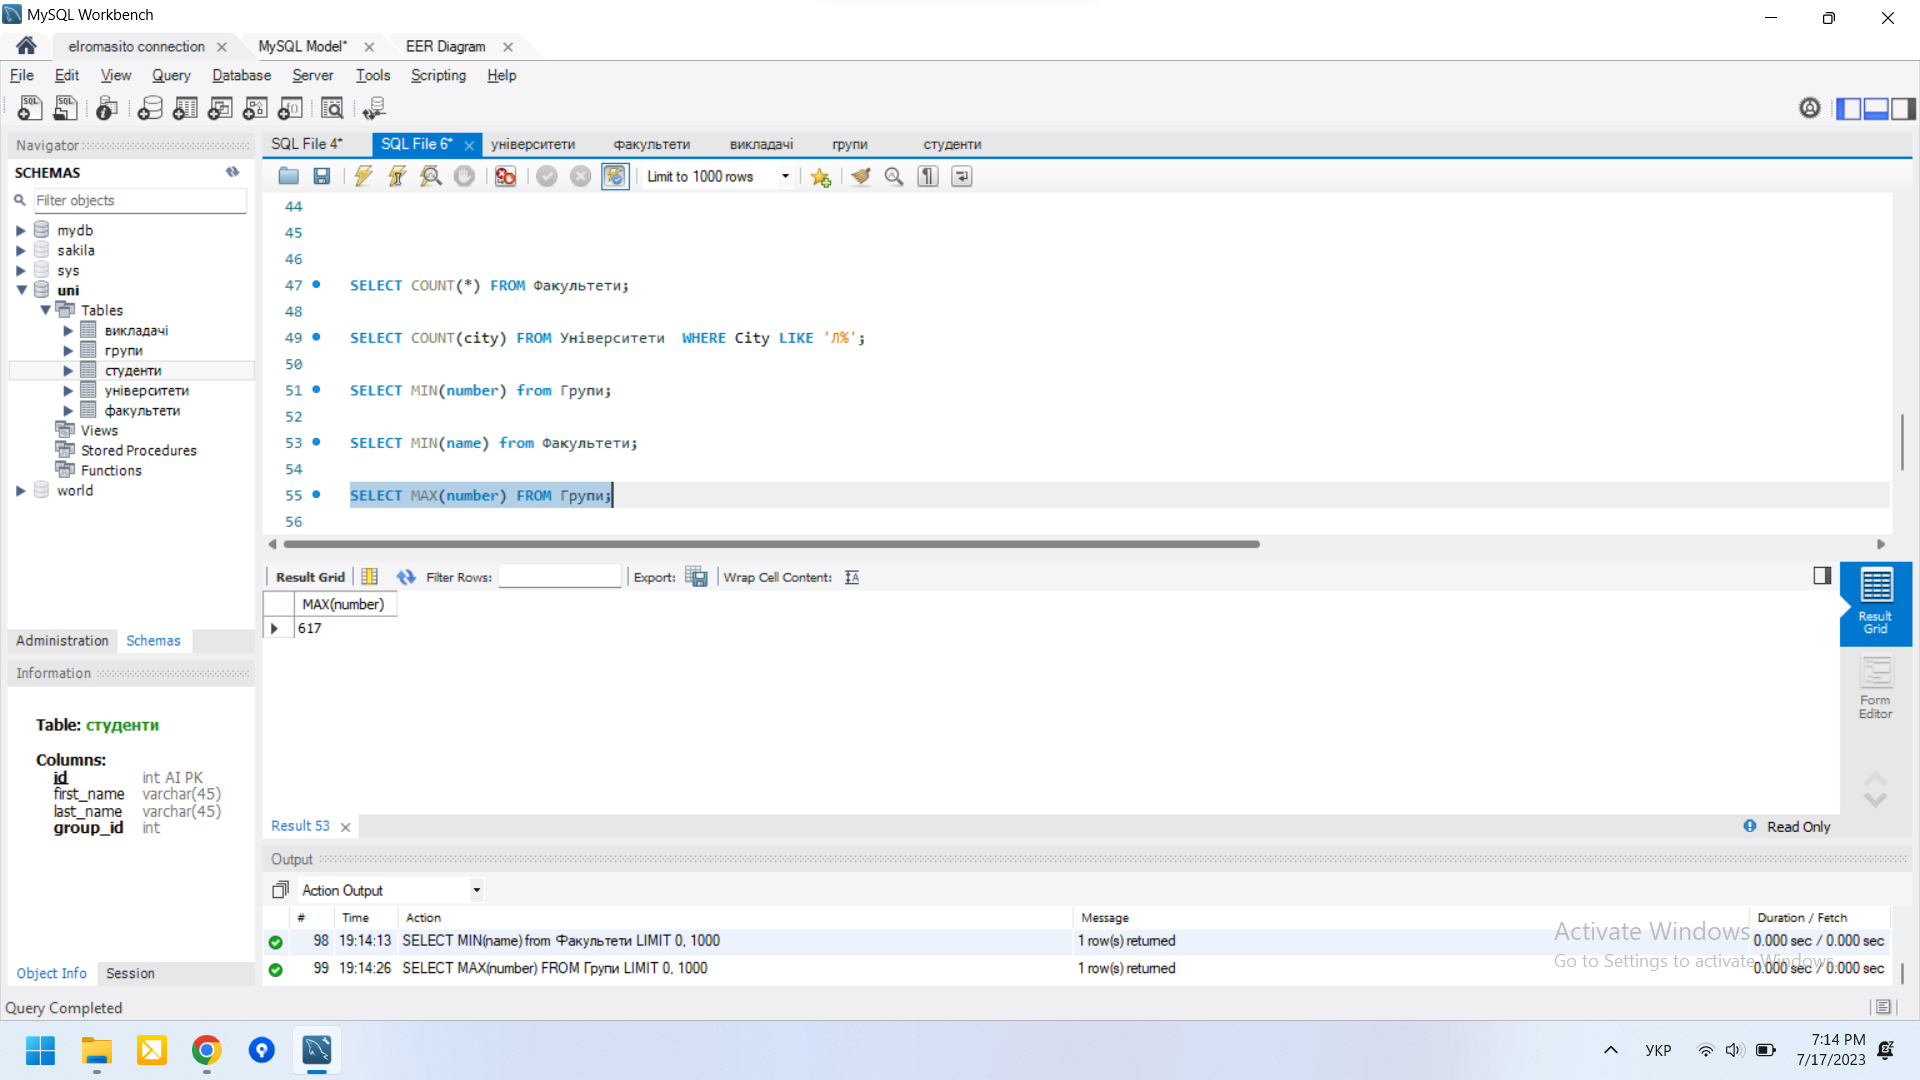 MySQL Workbench
elromasito connection
MySQL Model*
EER Diagram
File Edit View Query Database Server Tools Scripting Help
Navigator
SCHEMAS
Filter objects
mydb
sakila
sys
uni
Tables
викладачі
групи
студенти
університети
факультети
Views
Stored Procedures
Functions
world
Administration Schemas
Information
Table: студенти
Columns:
id int AI PK
first_name varchar(45)
last_name varchar(45)
group_id int
Object Info Session
SQL File 4* SQL File 6* університети факультети викладачі групи студенти
Limit to 1000 rows
44
45
46
47 SELECT COUNT(*) FROM Факультети;
48
49 SELECT COUNT(city) FROM Університети WHERE City LIKE 'Л%';
50
51 SELECT MIN(number) from Групи;
52
53 SELECT MIN(name) from Факультети;
54
55 SELECT MAX(number) FROM Групи;
56
Result Grid Filter Rows: Export: Wrap Cell Content:
MAX(number)
617
Result Grid
Form Editor
Result 53
Read Only
Output
Action Output
# Time Action Message Duration / Fetch
98 19:14:13 SELECT MIN(name) from Факультети LIMIT 0, 1000 1 row(s) returned 0.000 sec / 0.000 sec
99 19:14:26 SELECT MAX(number) FROM Групи LIMIT 0, 1000 1 row(s) returned 0.000 sec / 0.000 sec
Activate Windows
Go to Settings to activate Windows.
Query Completed
УКР
7:14 PM
7/17/2023